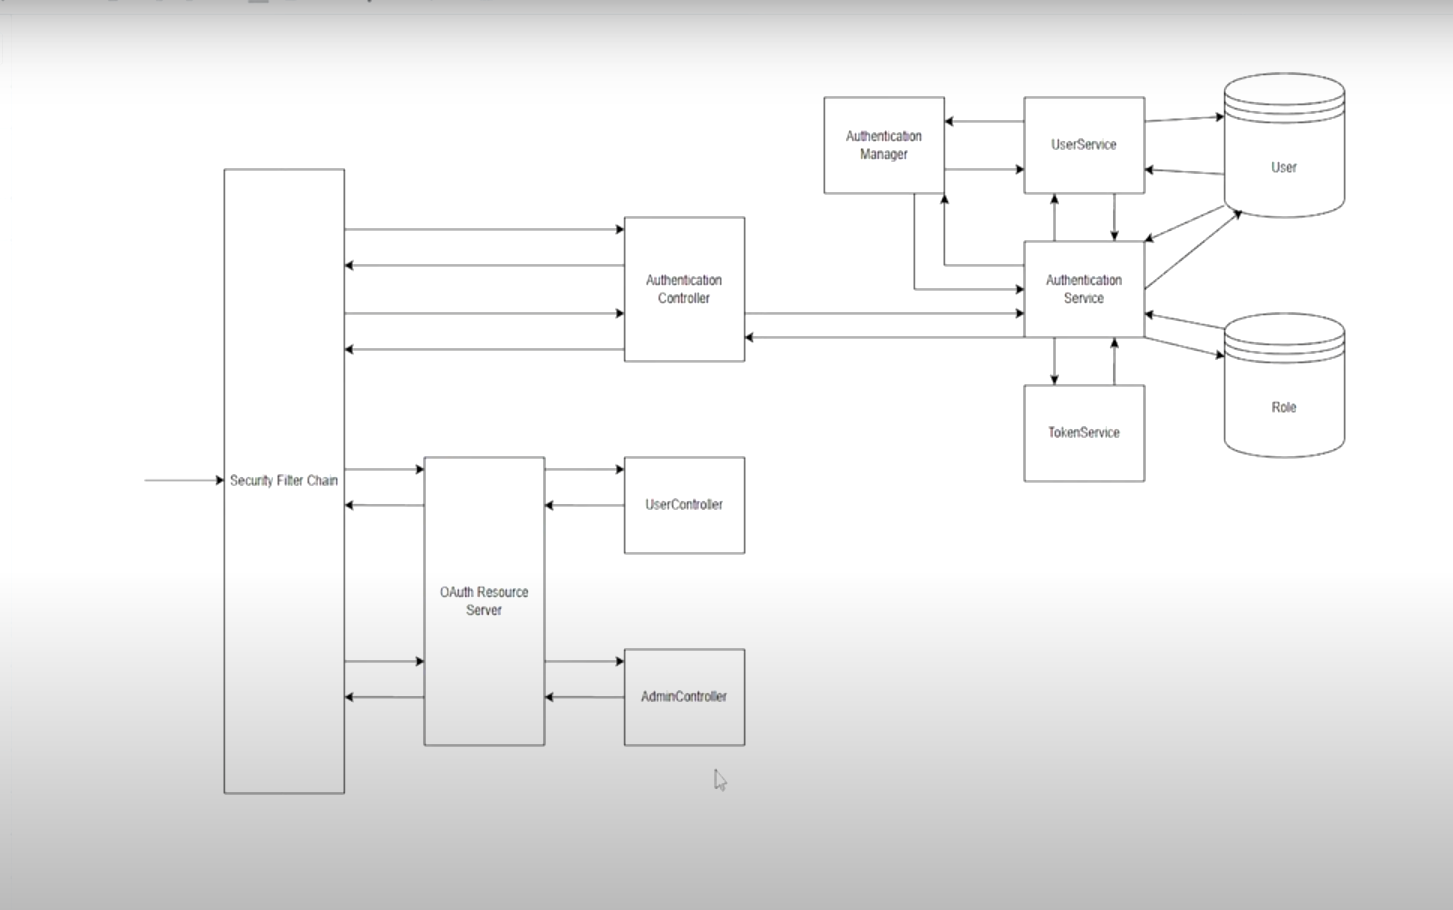 Authentication
Manager
UserService
User
Authentication
Controller
Authentication
Service
Role
TokenService
Security Filter Chain
UserController
OAuth Resource
Server
AdminController